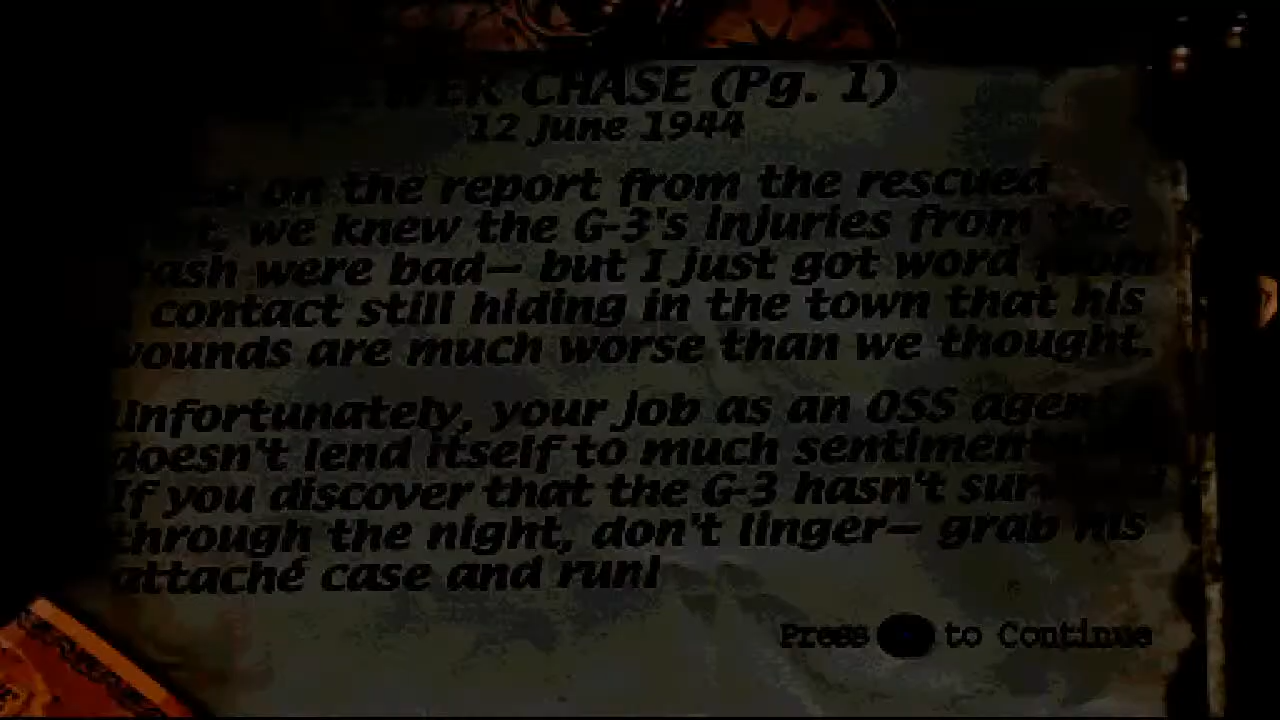 CHASE (Pg. 1)
12 June 1944
on the report from the rescued
we knew the G-3's injuries from the
were bad— but I just got word from
contact still hiding in the town that his
wounds are much worse than we thought.
Unfortunately, your job as an OSS agent
doesn't lend itself to much
If you discover that the G-3 hasn't
through the night, don't linger— grab his
attaché case and run!
Press to Continue